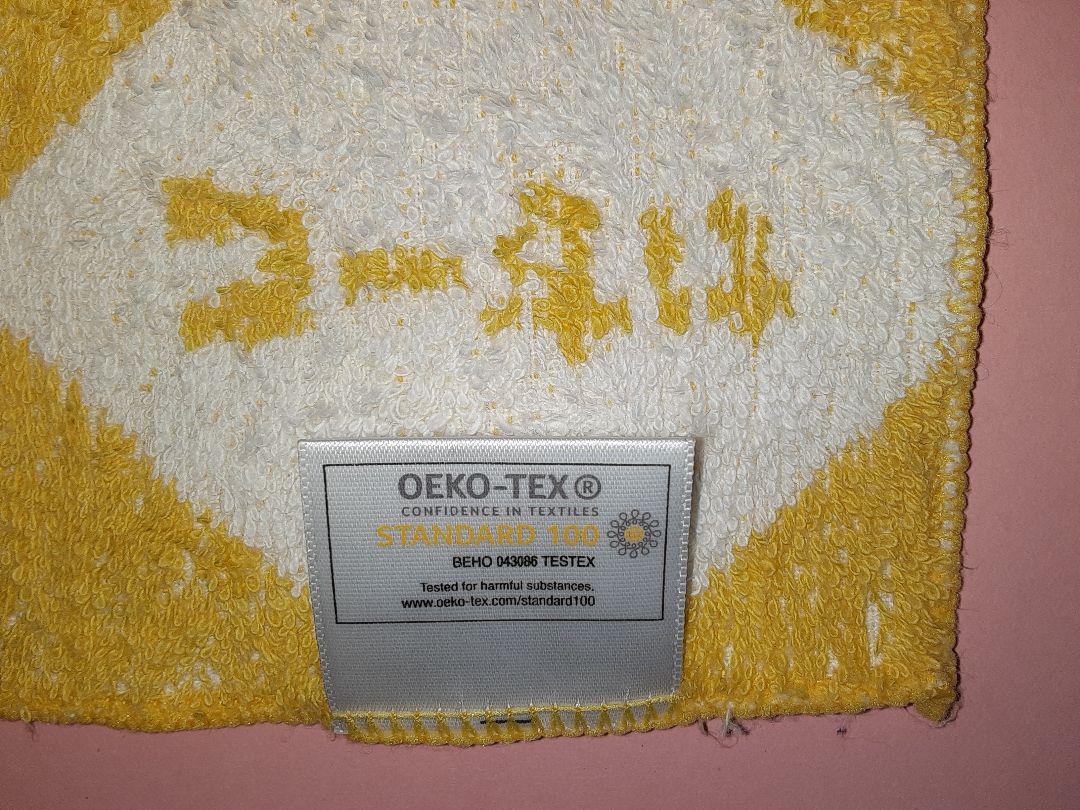 OEKO-TEX®
CONFIDENCE IN TEXTILES
STANDARD 100
BEHO 043086 TESTEX
Tested for harmful substances.
www.oeko-tex.com/standard100